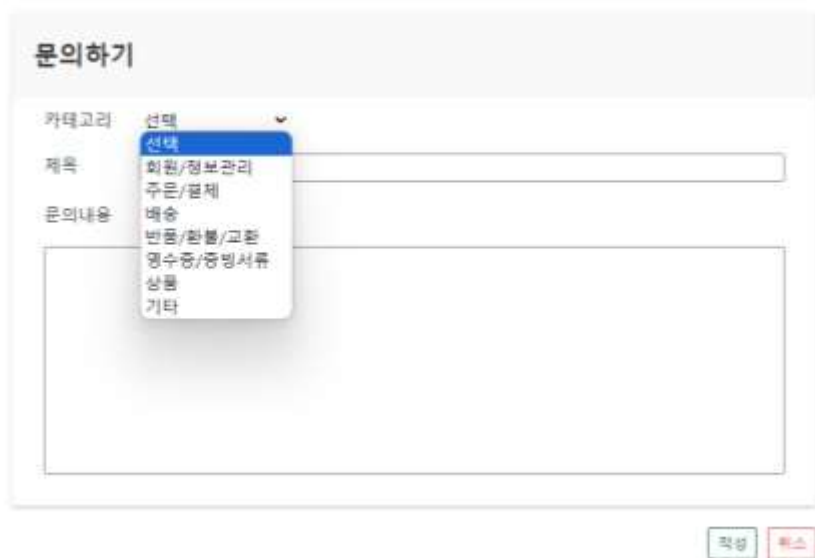 문의하기
카테고리 선택
선택
회원/정보관리
제목
주문/결제
배송
문의내용
반품/환불/교환
영수증/증빙서류
상품
기타
작성 취소